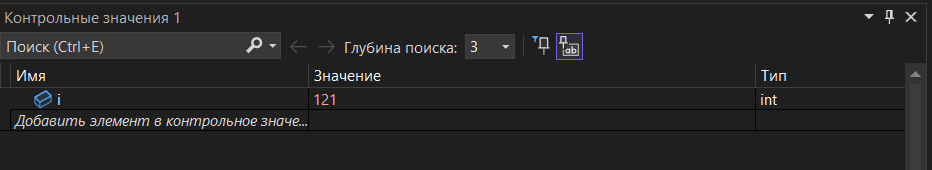 Контрольные значения 1
Поиск (Ctrl+E) Глубина поиска: 3
Имя Значение Тип
i 121 int
Добавить элемент в контрольное значе...